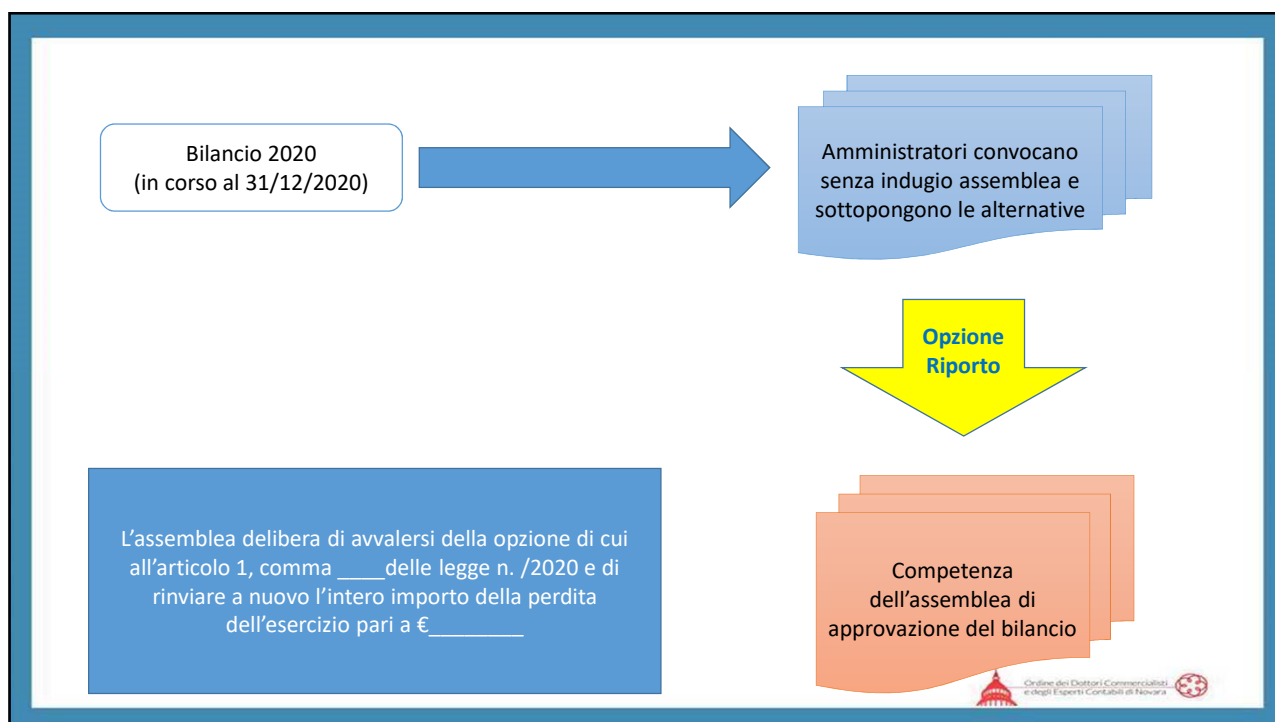 Bilancio 2020
(in corso al 31/12/2020)
Amministratori convocano
senza indugio assemblea e
sottopongono le alternative
Opzione
Riporto
L’assemblea delibera di avvalersi della opzione di cui
all’articolo 1, comma ____delle legge n. /2020 e di
rinviare a nuovo l’intero importo della perdita
dell’esercizio pari a €________
Competenza
dell’assemblea di
approvazione del bilancio
Ordine dei Dottori Commercialisti
e degli Esperti Contabili di Novara